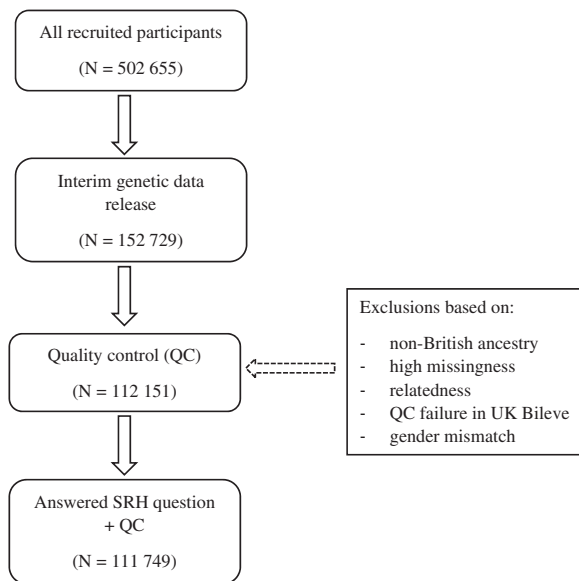 All recruited participants
(N = 502 655)
Interim genetic data
release
(N = 152 729)
Quality control (QC)
(N = 112 151)
Exclusions based on:
- non-British ancestry
- high missingness
- relatedness
- QC failure in UK Bileve
- gender mismatch
Answered SRH question
+ QC
(N = 111 749)